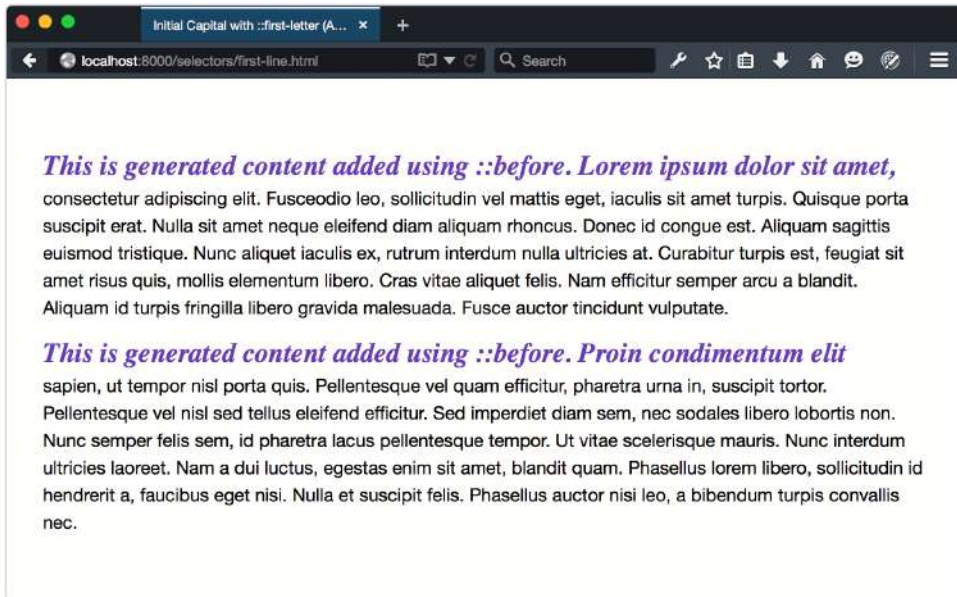 Initial Capital with ::first-letter (A... × +
localhost:8000/selectors/first-line.html Search
This is generated content added using ::before. Lorem ipsum dolor sit amet,
consectetur adipiscing elit. Fusceodio leo, sollicitudin vel mattis eget, iaculis sit amet turpis. Quisque porta
suscipit erat. Nulla sit amet neque eleifend diam aliquam rhoncus. Donec id congue est. Aliquam sagittis
euismod tristique. Nunc aliquet iaculis ex, rutrum interdum nulla ultricies at. Curabitur turpis est, feugiat sit
amet risus quis, mollis elementum libero. Cras vitae aliquet felis. Nam efficitur semper arcu a blandit.
Aliquam id turpis fringilla libero gravida malesuada. Fusce auctor tincidunt vulputate.
This is generated content added using ::before. Proin condimentum elit
sapien, ut tempor nisl porta quis. Pellentesque vel quam efficitur, pharetra urna in, suscipit tortor.
Pellentesque vel nisl sed tellus eleifend efficitur. Sed imperdiet diam sem, nec sodales libero lobortis non.
Nunc semper felis sem, id pharetra lacus pellentesque tempor. Ut vitae scelerisque mauris. Nunc interdum
ultricies laoreet. Nam a dui luctus, egestas enim sit amet, blandit quam. Phasellus lorem libero, sollicitudin id
hendrerit a, faucibus eget nisi. Nulla et suscipit felis. Phasellus auctor nisi leo, a bibendum turpis convallis
nec.